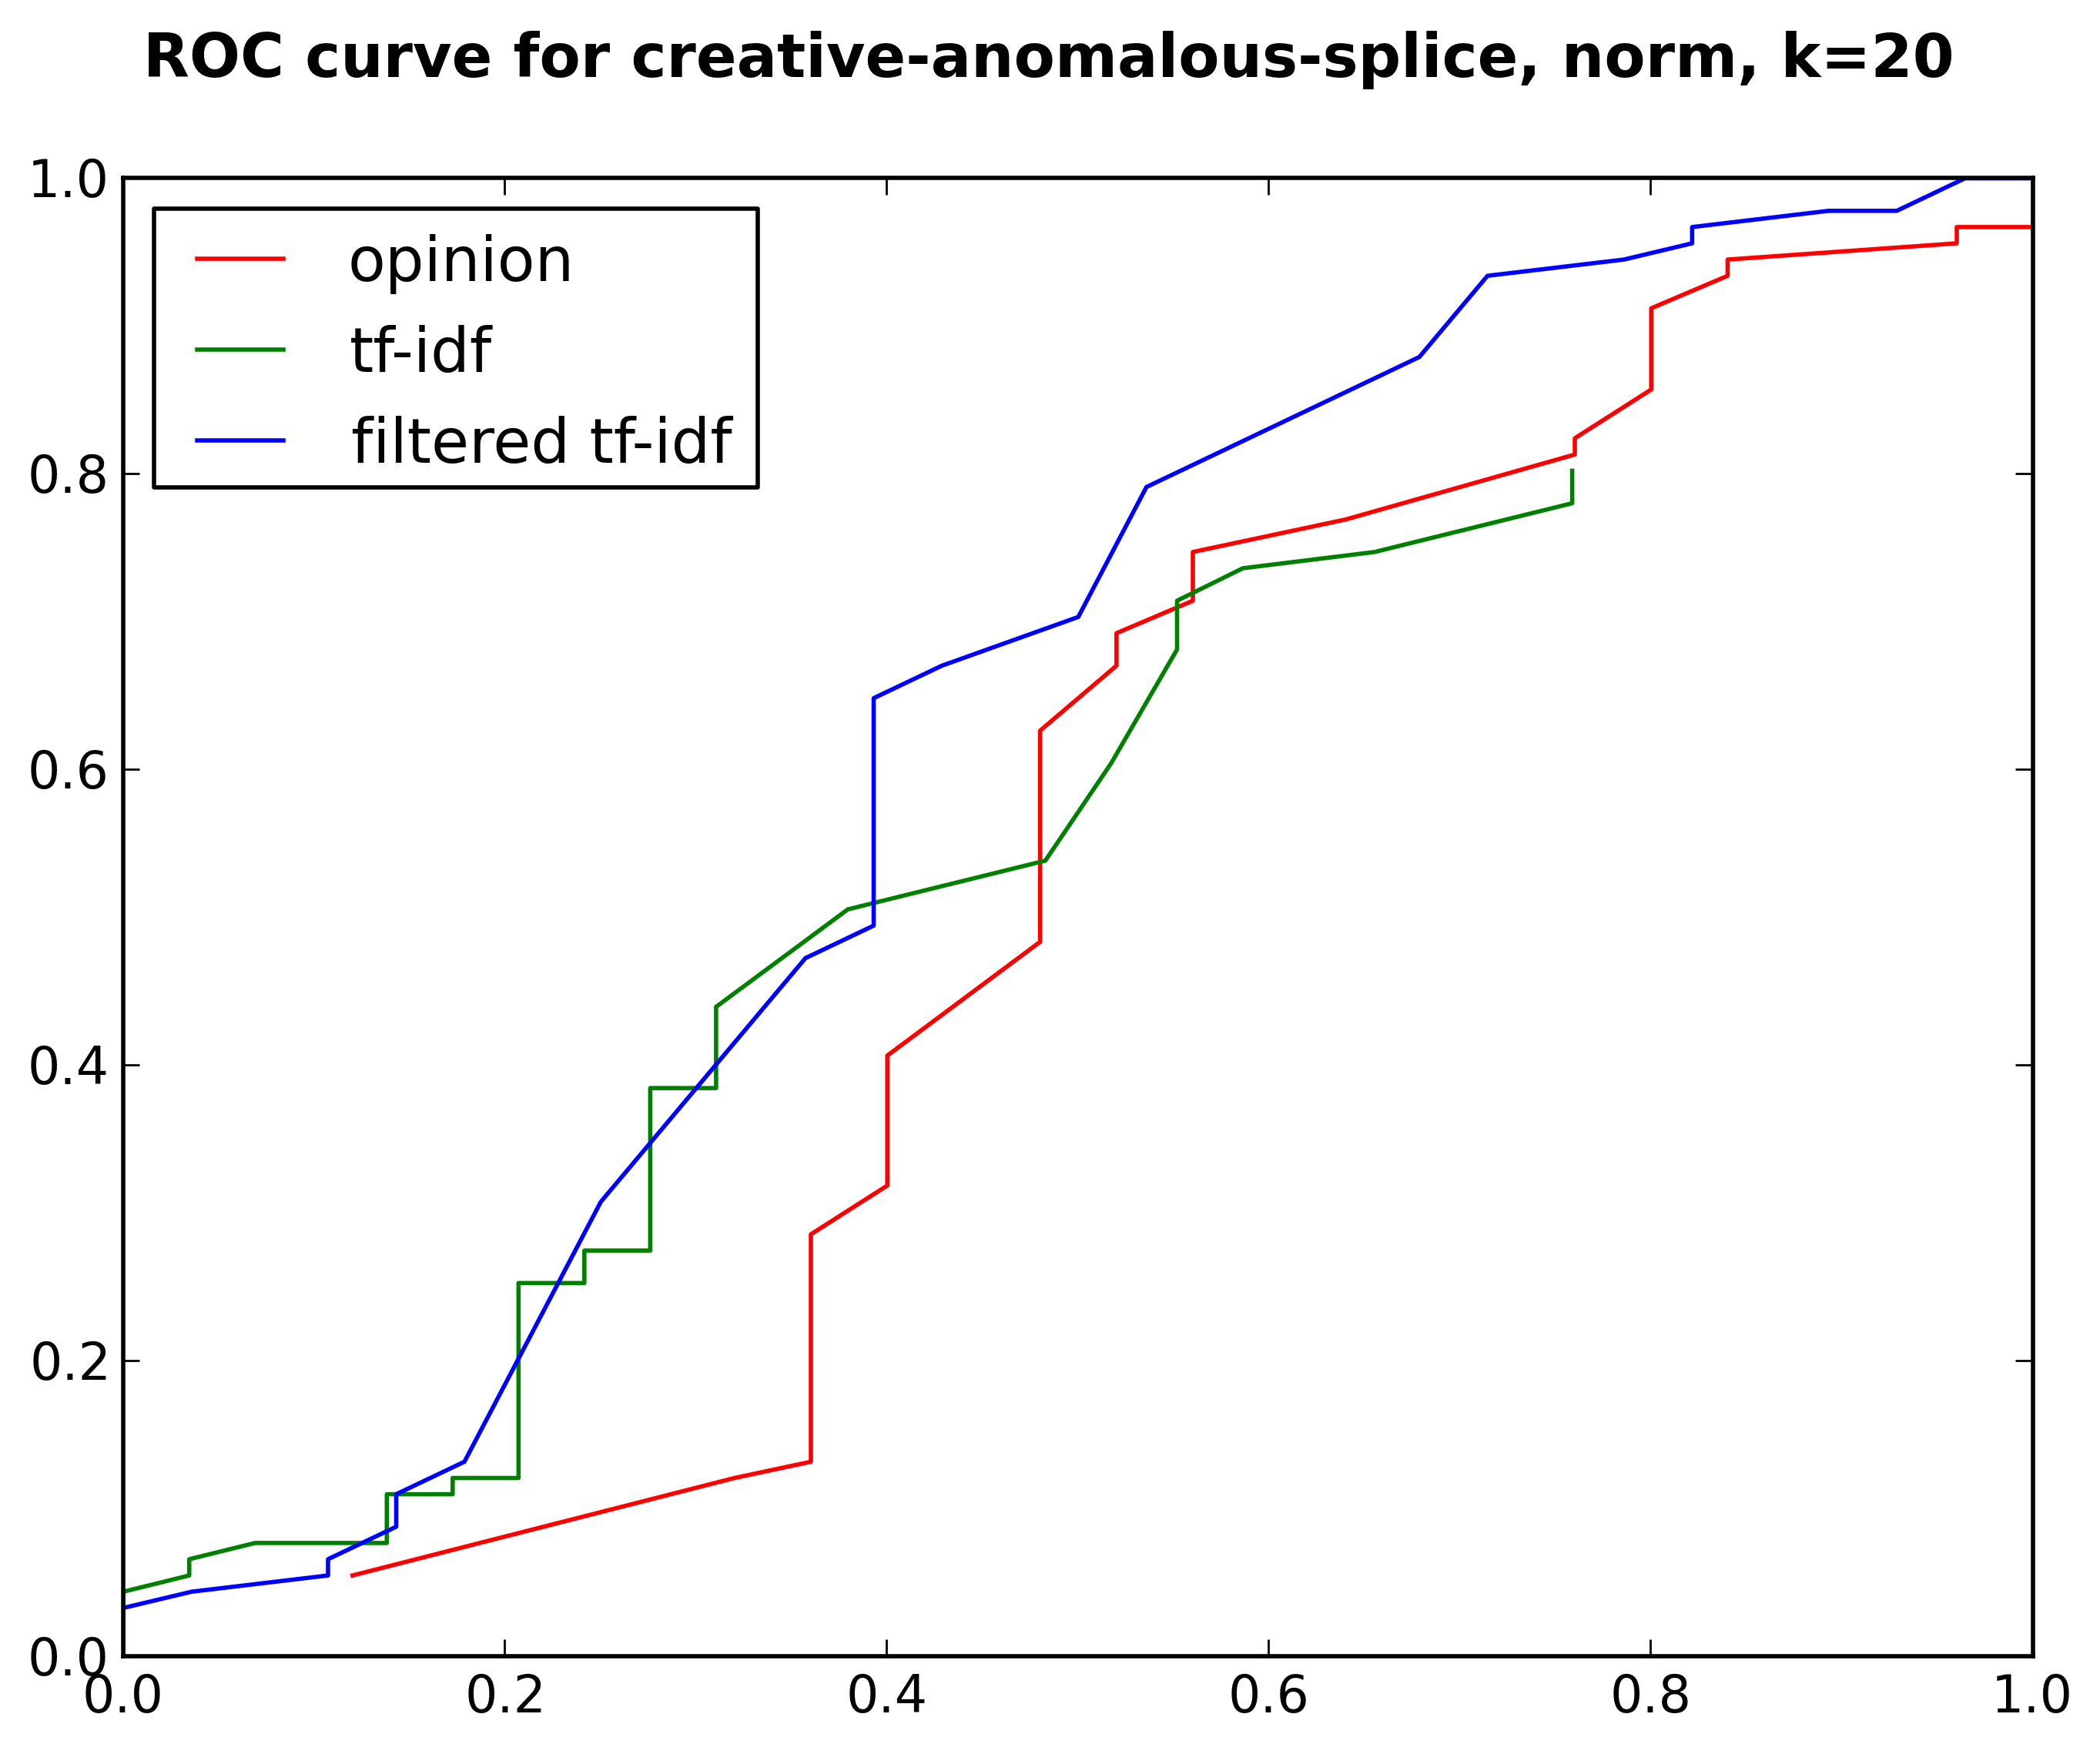 ROC curve for creative-anomalous-splice, norm, k=20
1.0
opinion
tf-idf
filtered tf-idf
0.8
0.6
0.4
0.2
0.0
0.0 0.2 0.4 0.6 0.8 1.0